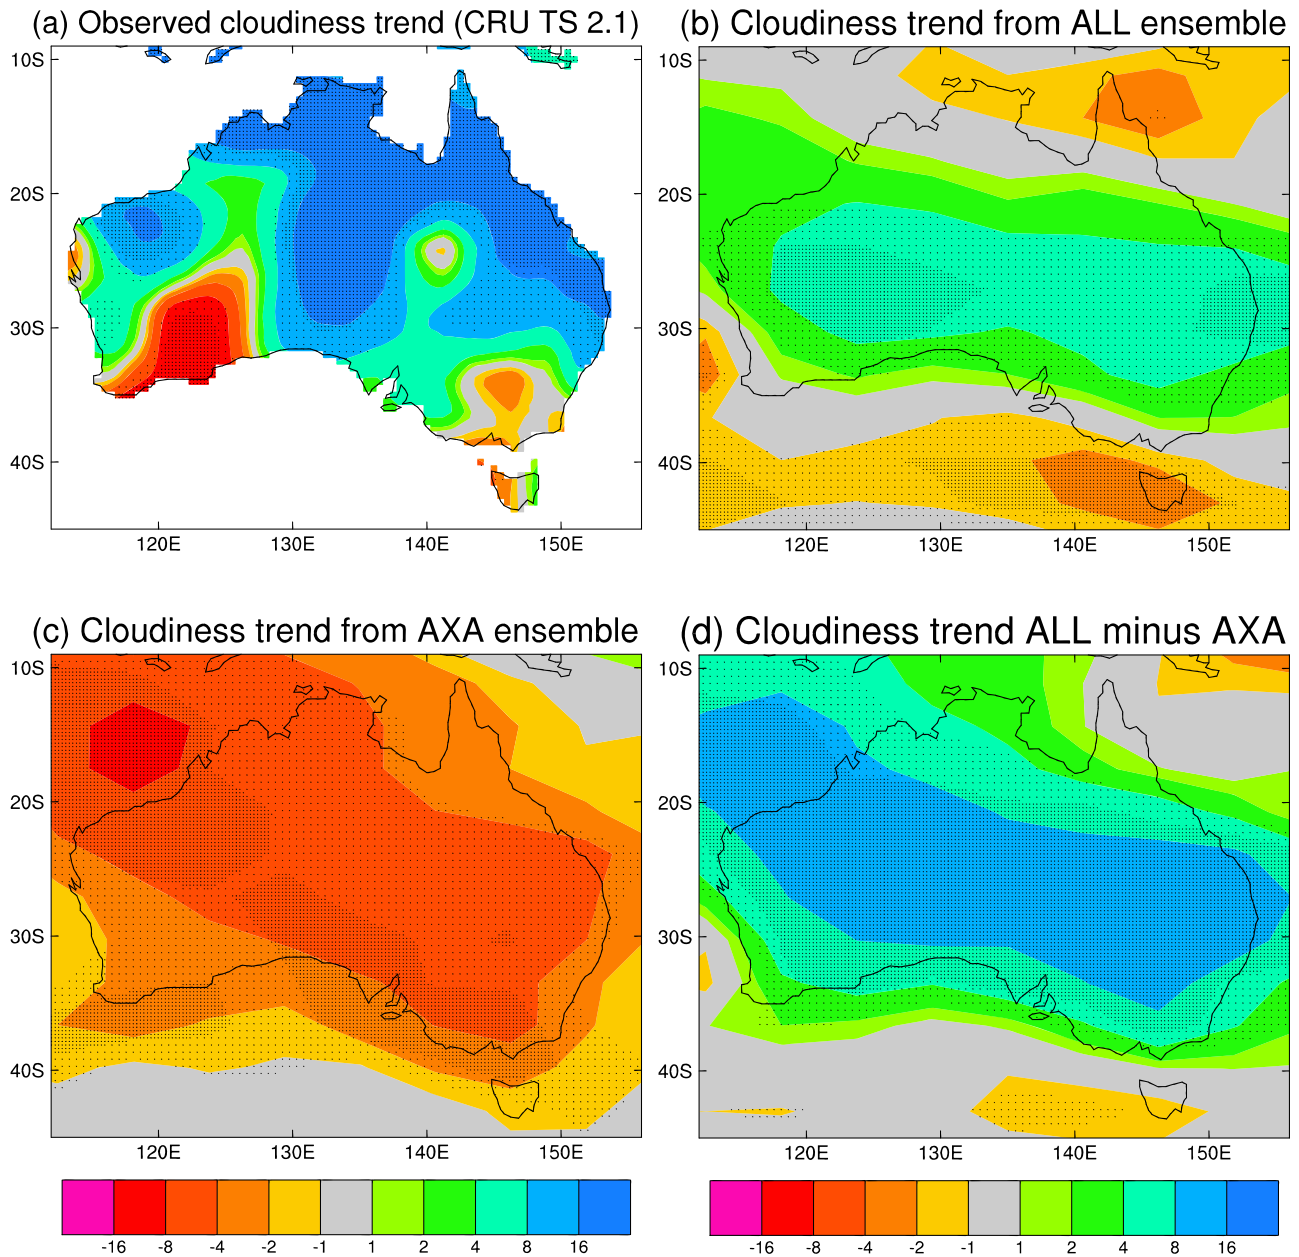 (a) Observed cloudiness trend (CRU TS 2.1)
(b) Cloudiness trend from ALL ensemble
10S
20S
30S
40S
120E 130E 140E 150E
10S
20S
30S
40S
120E 130E 140E 150E
(c) Cloudiness trend from AXA ensemble
(d) Cloudiness trend ALL minus AXA
10S
20S
30S
40S
120E 130E 140E 150E
10S
20S
30S
40S
120E 130E 140E 150E
-16 -8 -4 -2 -1 1 2 4 8 16
-16 -8 -4 -2 -1 1 2 4 8 16